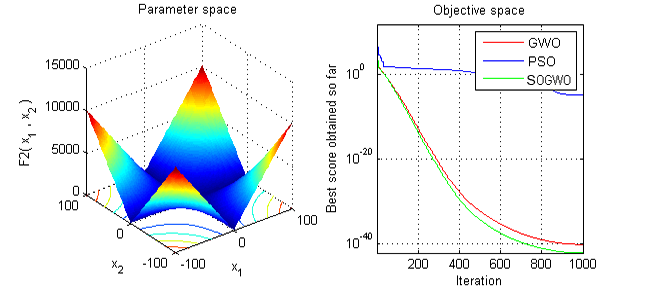 Parameter space
F2( x1 , x2 )
15000
10000
5000
0
100
0
-100
x2
-100
0
100
x1
Objective space
Best score obtained so far
10^0
10^-20
10^-40
GWO
PSO
SOGWO
200
400
600
800
1000
Iteration